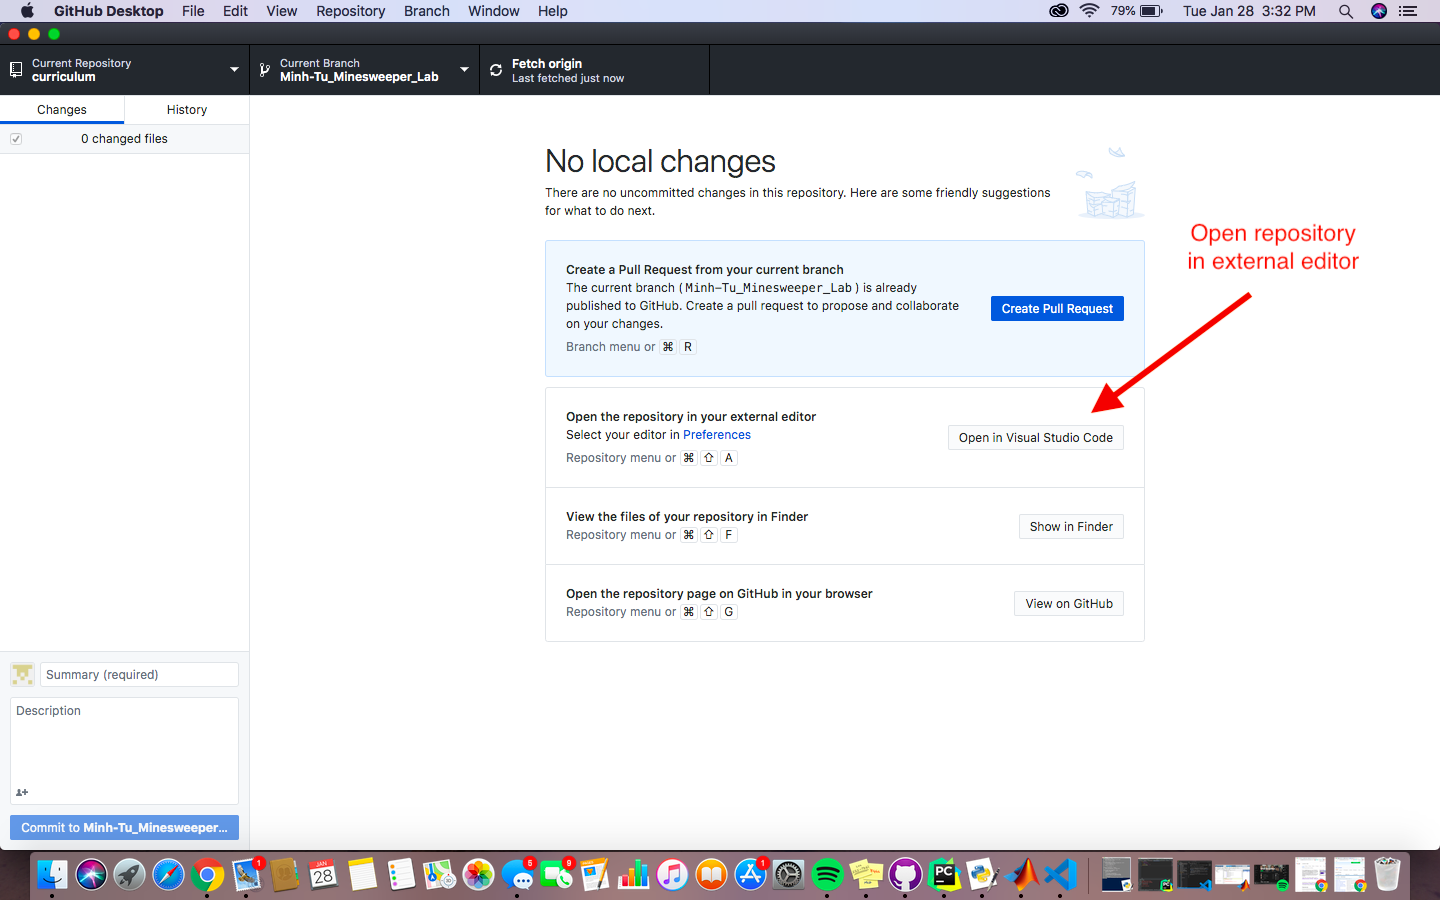 GitHub Desktop File Edit View Repository Branch Window Help 79% Tue Jan 28 3:32 PM
Current Repository
curriculum
Current Branch
Minh-Tu_Minesweeper_Lab
Fetch origin
Last fetched just now
Changes History
0 changed files
No local changes
There are no uncommitted changes in this repository. Here are some friendly suggestions
for what to do next.
Open repository
in external editor
Create a Pull Request from your current branch
The current branch (Minh-Tu_Minesweeper_Lab) is already
published to GitHub. Create a pull request to propose and collaborate
on your changes.
Branch menu or ⌘ R
Create Pull Request
Open the repository in your external editor
Select your editor in Preferences
Repository menu or ⌘ ⇧ A
Open in Visual Studio Code
View the files of your repository in Finder
Repository menu or ⌘ ⇧ F
Show in Finder
Open the repository page on GitHub in your browser
Repository menu or ⌘ ⇧ G
View on GitHub
Summary (required)
Description
Commit to Minh-Tu_Minesweeper...
1 JAN 28 5 9 1 PC